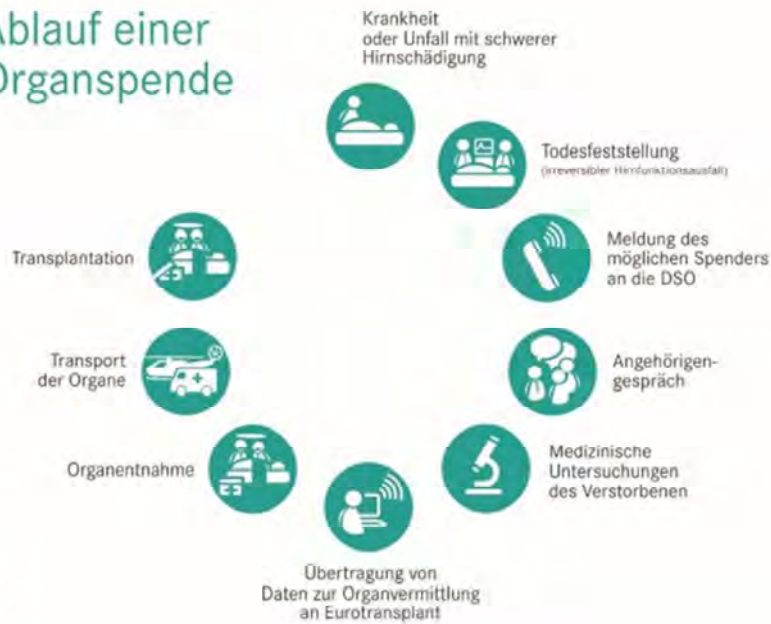 Ablauf einer
Organspende
Krankheit
oder Unfall mit schwerer
Hirnschädigung
Todesfeststellung
(irreversibler Hirnfunktionsausfall)
Meldung des
möglichen Spenders
an die DSO
Angehörigen-
gespräch
Medizinische
Untersuchungen
des Verstorbenen
Übertragung von
Daten zur Organvermittlung
an Eurotransplant
Organentnahme
Transport
der Organe
Transplantation